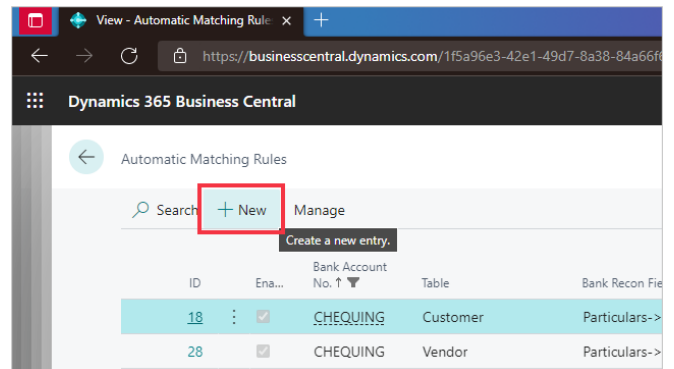 View - Automatic Matching Rule
https://businesscentral.dynamics.com/1f5a96e3-42e1-49d7-8a38-84a66f
Dynamics 365 Business Central
Automatic Matching Rules
Search New Manage
Create a new entry.
ID Ena... Bank Account No. ↑ Table Bank Recon Fie
18 CHEQUING Customer Particulars->
28 CHEQUING Vendor Particulars->